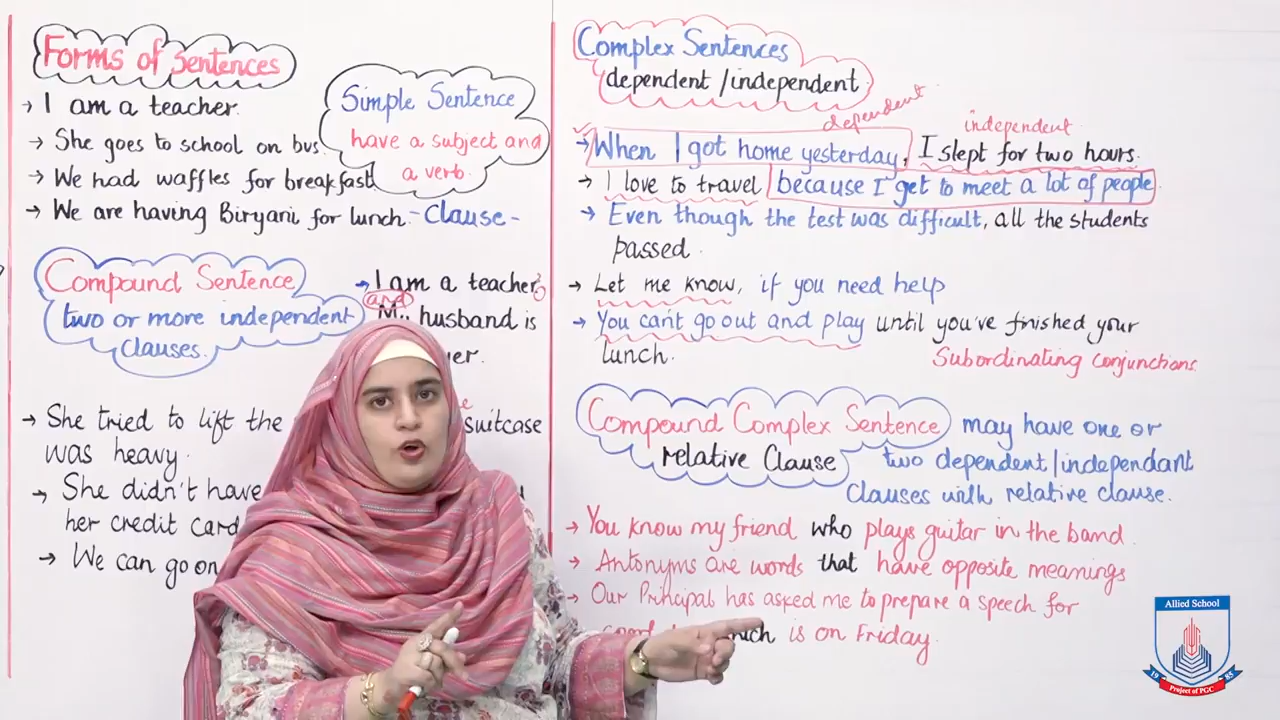 Forms of Sentences
→ I am a teacher.
→ She goes to school on bus.
→ We had waffles for breakfast
→ We are having Biryani for lunch - Clause -
Simple Sentence
have a subject and
a verb.
Compound Sentence
two or more independent
clauses.
→ I am a teacher,
and
husband is
→ She tried to lift the
suitcase
was heavy.
→ She didn't have
her credit card
→ We can go on
Complex Sentences
dependent / independent
dependent
independent
→ When I got home yesterday, I slept for two hours.
→ I love to travel because I get to meet a lot of people.
→ Even though the test was difficult, all the students
passed.
→ Let me know, if you need help
→ You can't go out and play until you've finished your
lunch.
Subordinating conjunctions
Compound Complex Sentence may have one or
relative Clause two dependent/independant
Clauses with relative clause.
→ You know my friend who plays guitar in the band.
→ Antonyms are words that have opposite meanings
→ Our Principal has asked me to prepare a speech for
is on Friday.
Allied School
19 85
Project of PGC